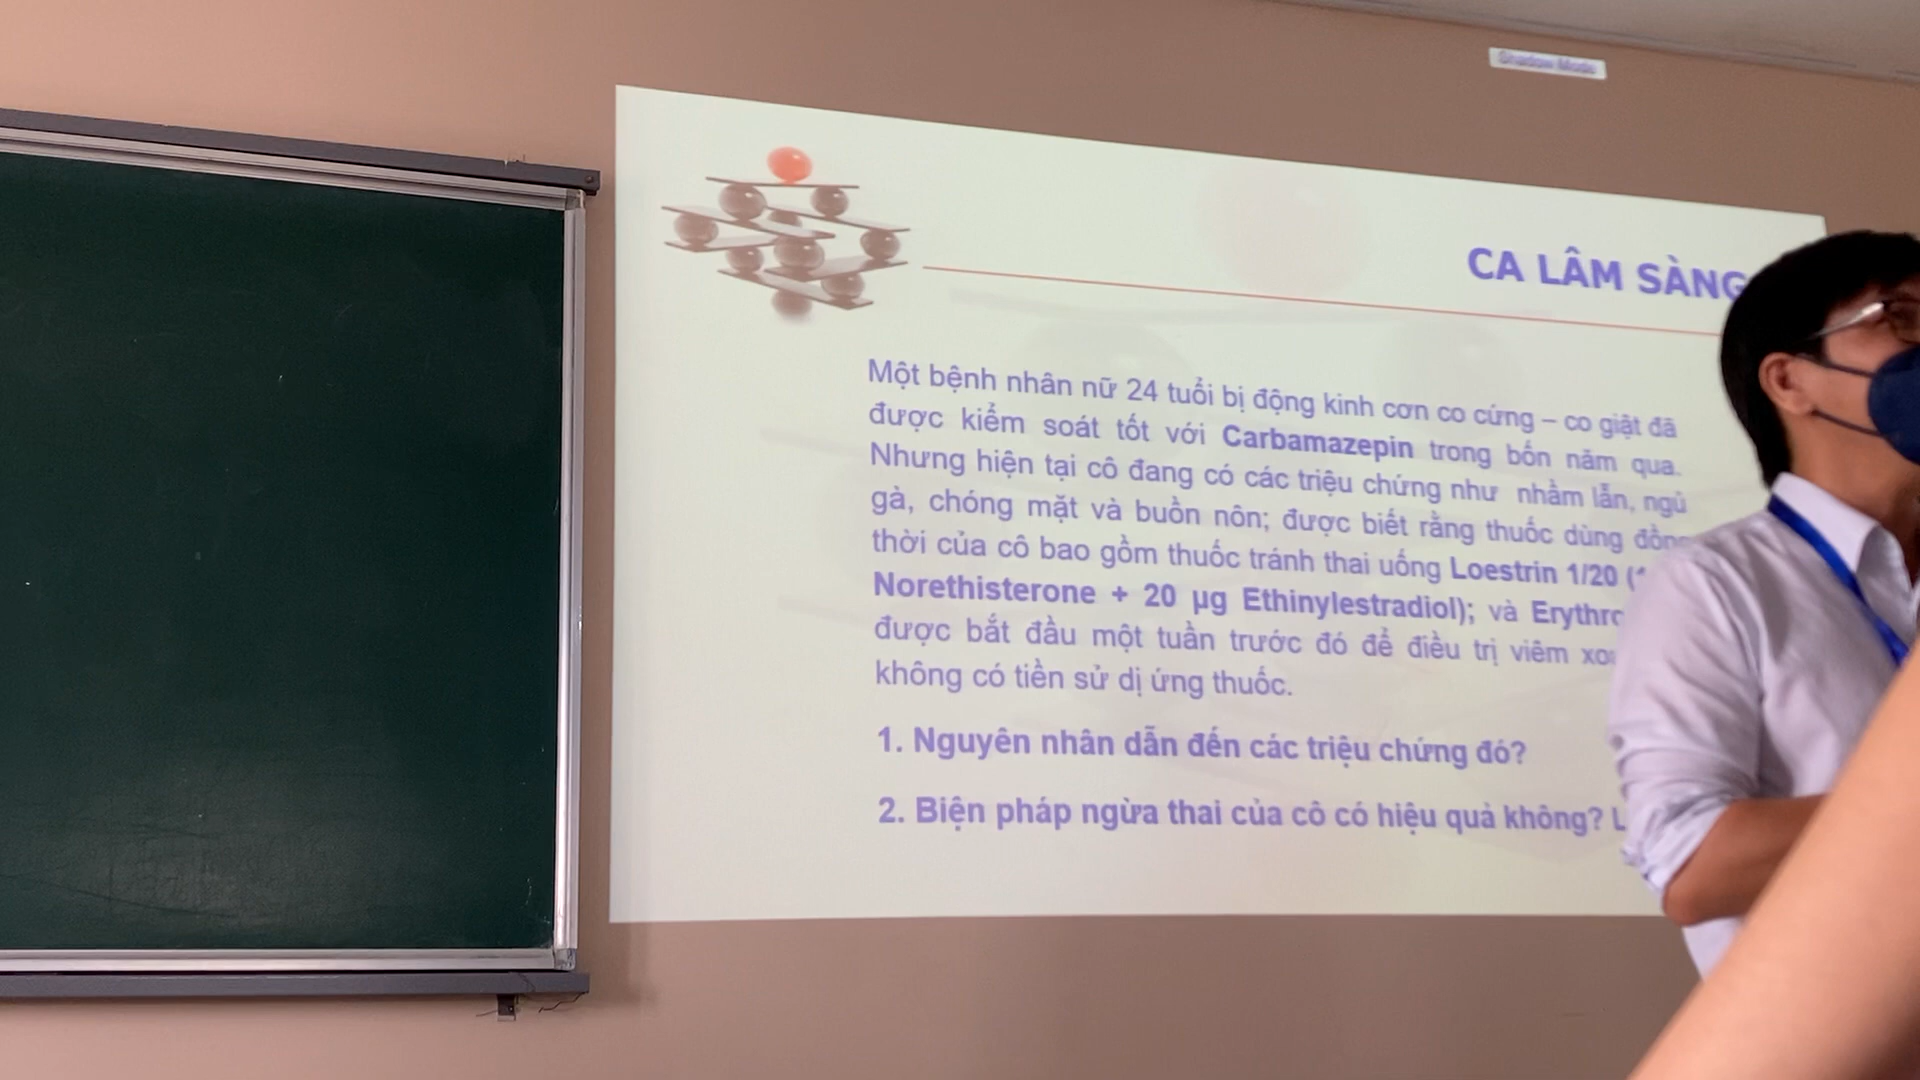 Shadow Mode
CA LÂM SÀNG
Một bệnh nhân nữ 24 tuổi bị động kinh cơn co cứng – co giật đã
được kiểm soát tốt với Carbamazepin trong bốn năm qua.
Nhưng hiện tại cô đang có các triệu chứng như nhầm lẫn, ngủ
gà, chóng mặt và buồn nôn; được biết rằng thuốc dùng đồng
thời của cô bao gồm thuốc tránh thai uống Loestrin 1/20 (
Norethisterone + 20 µg Ethinylestradiol); và
được bắt đầu một tuần trước đó để điều trị viêm
không có tiền sử dị ứng thuốc.
1. Nguyên nhân dẫn đến các triệu chứng đó?
2. Biện pháp ngừa thai của cô có hiệu quả không?